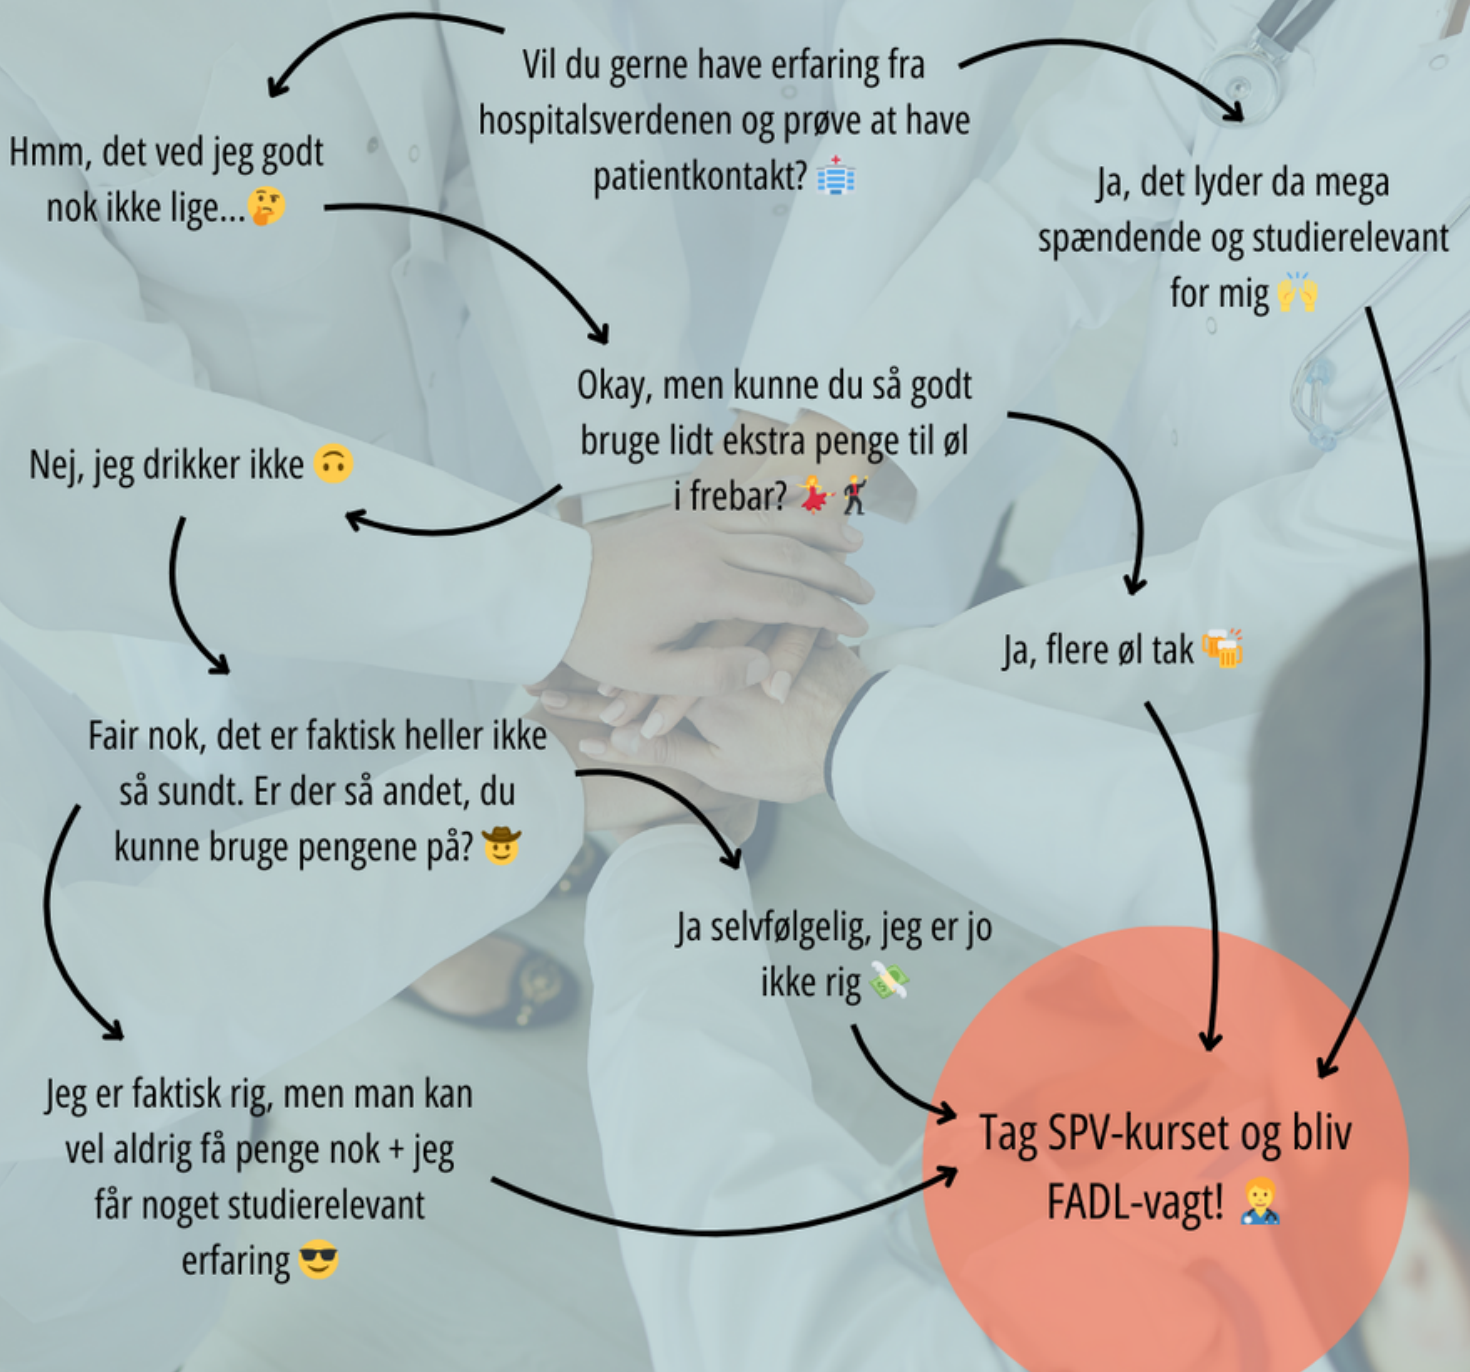 Vil du gerne have erfaring fra
hospitalsverdenen og prøve at have
patientkontakt? 🏥
Hmm, det ved jeg godt
nok ikke lige...🤔
Ja, det lyder da mega
spændende og studierelevant
for mig 🙌
Okay, men kunne du så godt
bruge lidt ekstra penge til øl
i frebar? 💃🕺
Nej, jeg drikker ikke 🙃
Ja, flere øl tak 🍻
Fair nok, det er faktisk heller ikke
så sundt. Er der så andet, du
kunne bruge pengene på? 🤠
Ja selvfølgelig, jeg er jo
ikke rig 💸
Jeg er faktisk rig, men man kan
vel aldrig få penge nok + jeg
får noget studierelevant
erfaring 😎
Tag SPV-kurset og bliv
FADL-vagt! 🧑‍⚕️